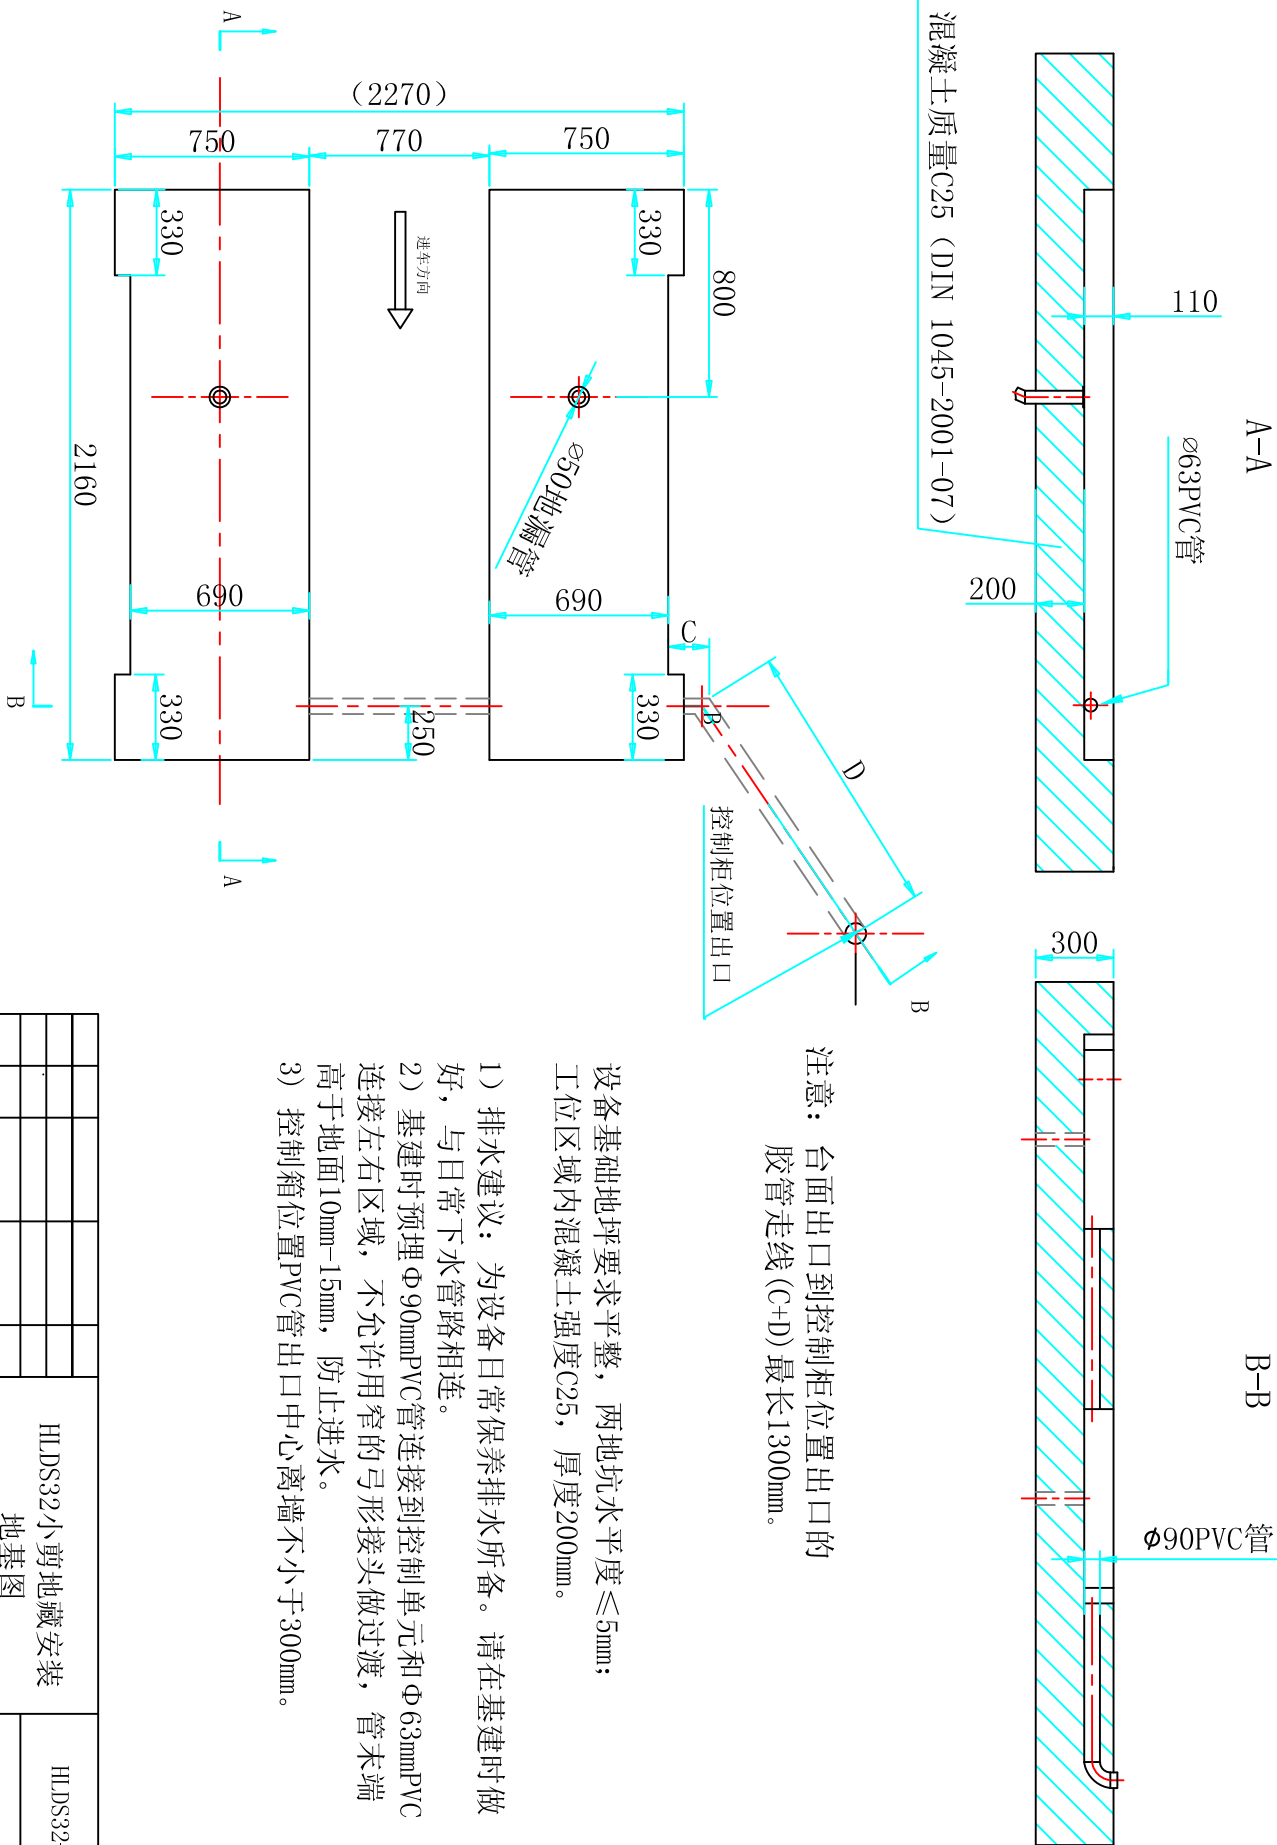 A-A
B-B
110
ø63PVC管
200
混凝土质量C25（DIN 1045-2001-07）
300
ϕ90PVC管
A
A
（2270）
750
770
750
330
330
800
进车方向
ø50地漏管
2160
690
690
330
330
250
C
D
B
B
B
控制柜位置出口
注意：台面出口到控制柜位置出口的
胶管走线(C+D)最长1300mm。
设备基础地坪要求平整，两地坑水平度≤5mm;
工位区域内混凝土强度C25，厚度200mm。
1）排水建议：为设备日常保养排水所备。请在基建时做
好，与日常下水管路相连。
2）基建时预埋Φ90mmPVC管连接到控制单元和Φ63mmPVC
连接左右区域，不允许用窄的弓形接头做过渡，管末端
高于地面10mm-15mm，防止进水。
3）控制箱位置PVC管出口中心离墙不小于300mm。
HLDS32小剪地藏安装
地基图
HLDS32-